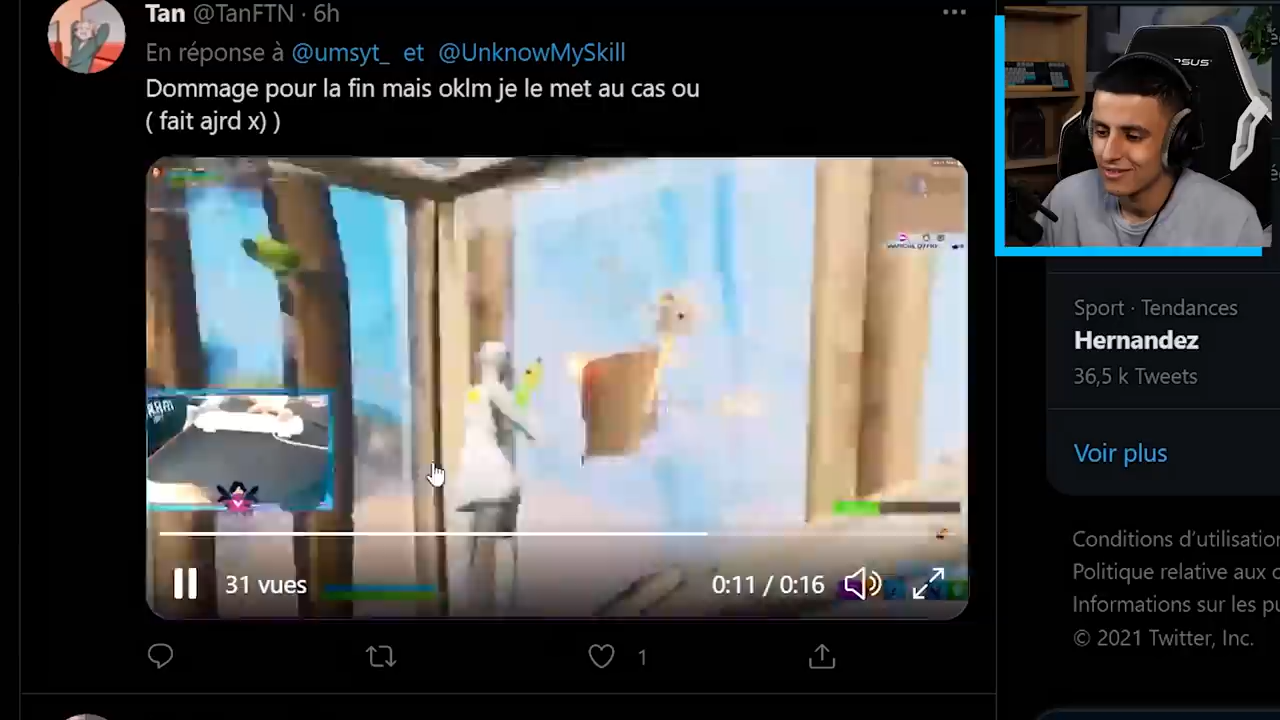 Tan @TanFTN · 6h
En réponse à @umsyt_ et @UnknowMySkill
Dommage pour la fin mais oklm je le met au cas ou
( fait ajrd x) )
31 vues
0:11 / 0:16
1
Sport · Tendances
Hernandez
36,5 k Tweets
Voir plus
Conditions d’utilisation
Politique relative aux
Informations sur les
© 2021 Twitter, Inc.